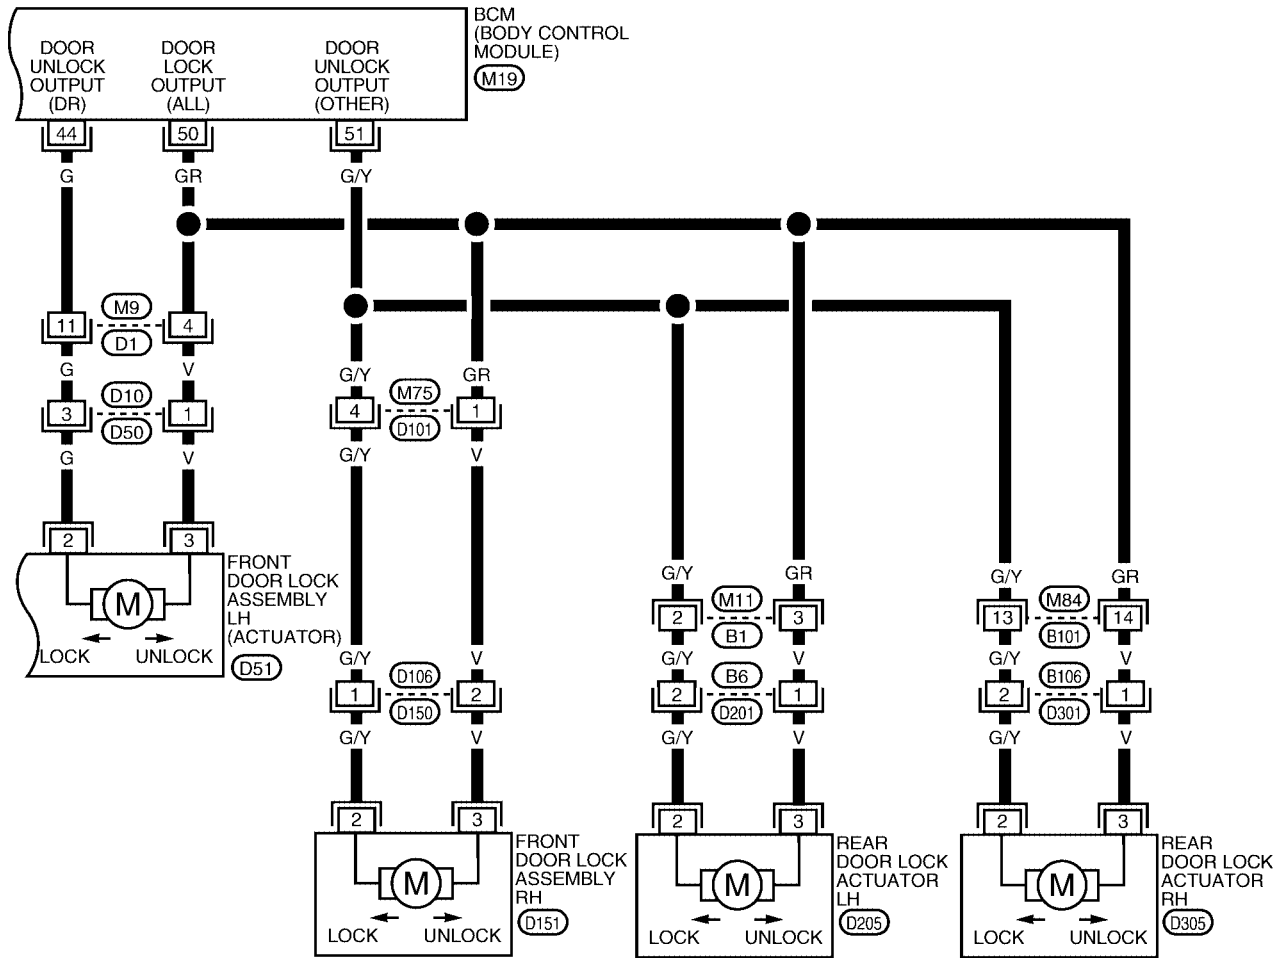 BCM
(BODY CONTROL
MODULE)
M19
DOOR
UNLOCK
OUTPUT
(DR)
DOOR
LOCK
OUTPUT
(ALL)
DOOR
UNLOCK
OUTPUT
(OTHER)
44
50
51
G
GR
G/Y
M9
11
4
D1
G
V
D10
3
1
D50
G
V
G/Y
GR
M75
4
1
D101
G/Y
V
2
3
FRONT
DOOR LOCK
ASSEMBLY
LH
(ACTUATOR)
D51
M
LOCK
UNLOCK
G/Y
GR
G/Y
GR
M11
2
3
B1
M84
13
14
B101
G/Y
V
G/Y
V
G/Y
V
D106
1
2
D150
B6
2
1
D201
B106
2
1
D301
G/Y
V
G/Y
V
G/Y
V
2
3
FRONT
DOOR LOCK
ASSEMBLY
RH
D151
M
LOCK
UNLOCK
2
3
REAR
DOOR LOCK
ACTUATOR
LH
D205
M
LOCK
UNLOCK
2
3
REAR
DOOR LOCK
ACTUATOR
RH
D305
M
LOCK
UNLOCK